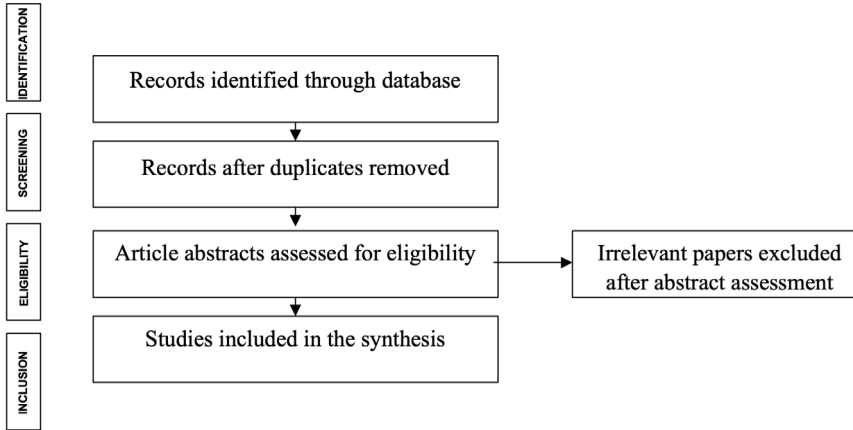 IDENTIFICATION
Records identified through database
SCREENING
Records after duplicates removed
ELIGIBILITY
Article abstracts assessed for eligibility
Irrelevant papers excluded
after abstract assessment
INCLUSION
Studies included in the synthesis